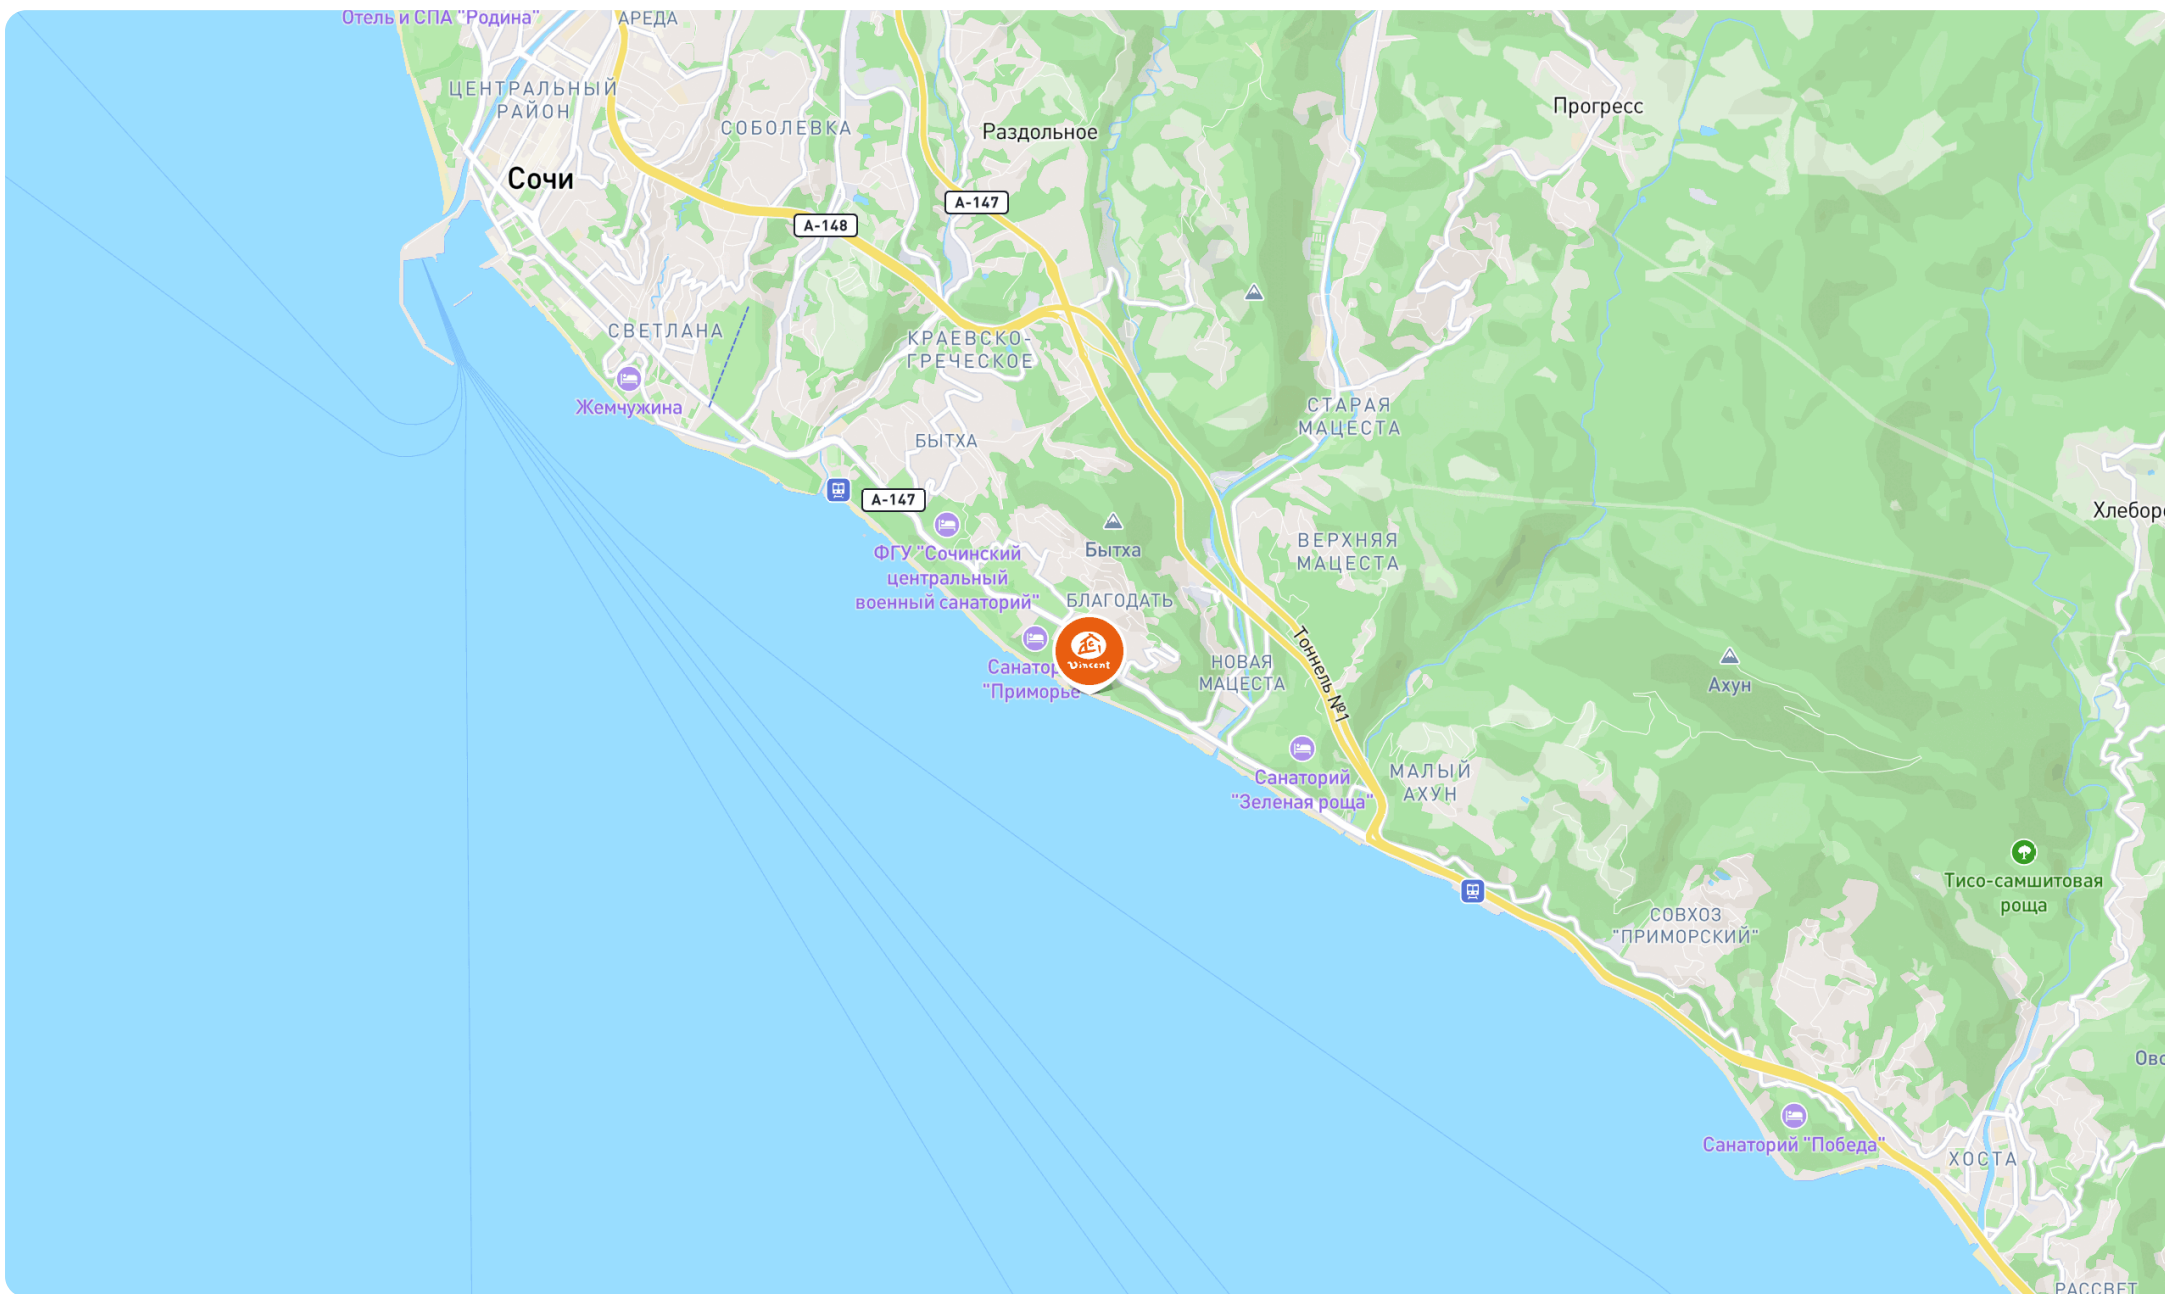 Отель и СПА "Родина"
АРЕДА
ЦЕНТРАЛЬНЫЙ
РАЙОН
СОБОЛЕВКА
Раздольное
Прогресс
Сочи
А-147
А-148
СВЕТЛАНА
КРАЕВСКО-
ГРЕЧЕСКОЕ
Жемчужина
СТАРАЯ
МАЦЕСТА
БЫТХА
А-147
Хлеборо
ФГУ "Сочинский
центральный
военный санаторий"
Бытха
ВЕРХНЯЯ
МАЦЕСТА
БЛАГОДАТЬ
Vincent
Санатор
"Приморье"
НОВАЯ
МАЦЕСТА
Тоннель №1
Ахун
Санаторий
"Зеленая роща"
МАЛЫЙ
АХУН
Тисо-самшитовая
роща
СОВХОЗ
"ПРИМОРСКИЙ"
Ово
Санаторий "Победа"
ХОСТА
РАССВЕТ